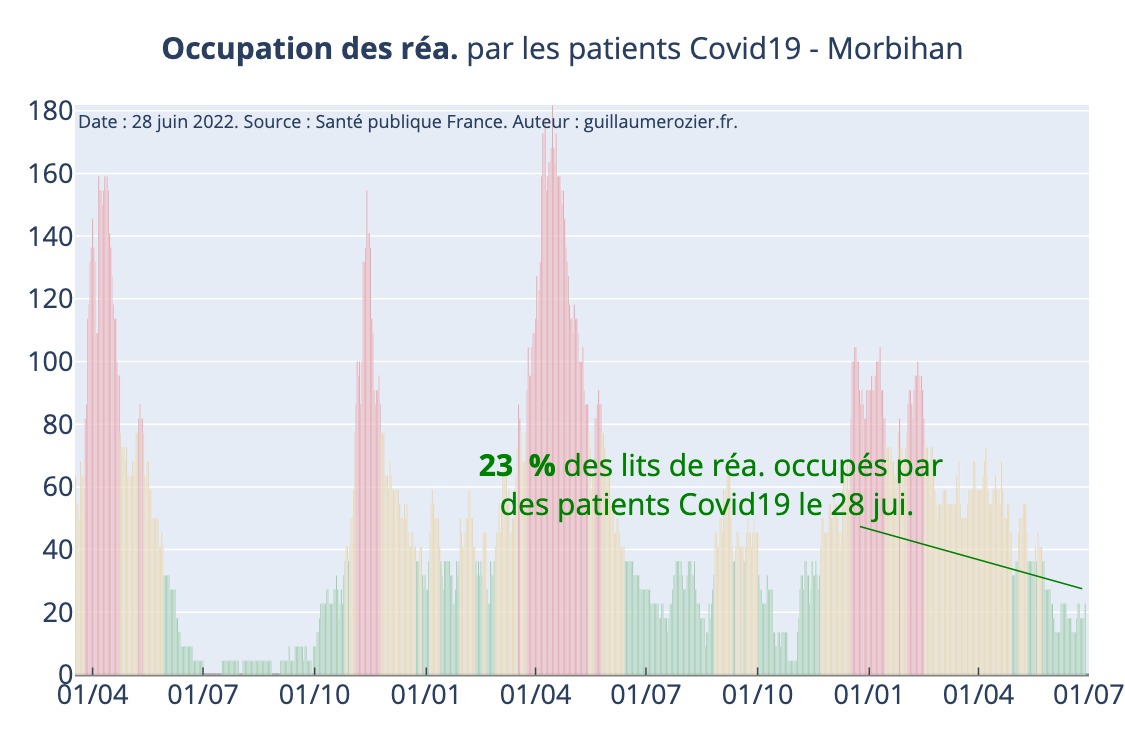 Occupation des réa. par les patients Covid19 - Morbihan
180
Date : 28 juin 2022. Source : Santé publique France. Auteur : guillaumerozier.fr.
160
140
120
100
80
23 % des lits de réa. occupés par
des patients Covid19 le 28 jui.
60
40
20
0
01/04 01/07 01/10 01/01 01/04 01/07 01/10 01/01 01/04 01/07